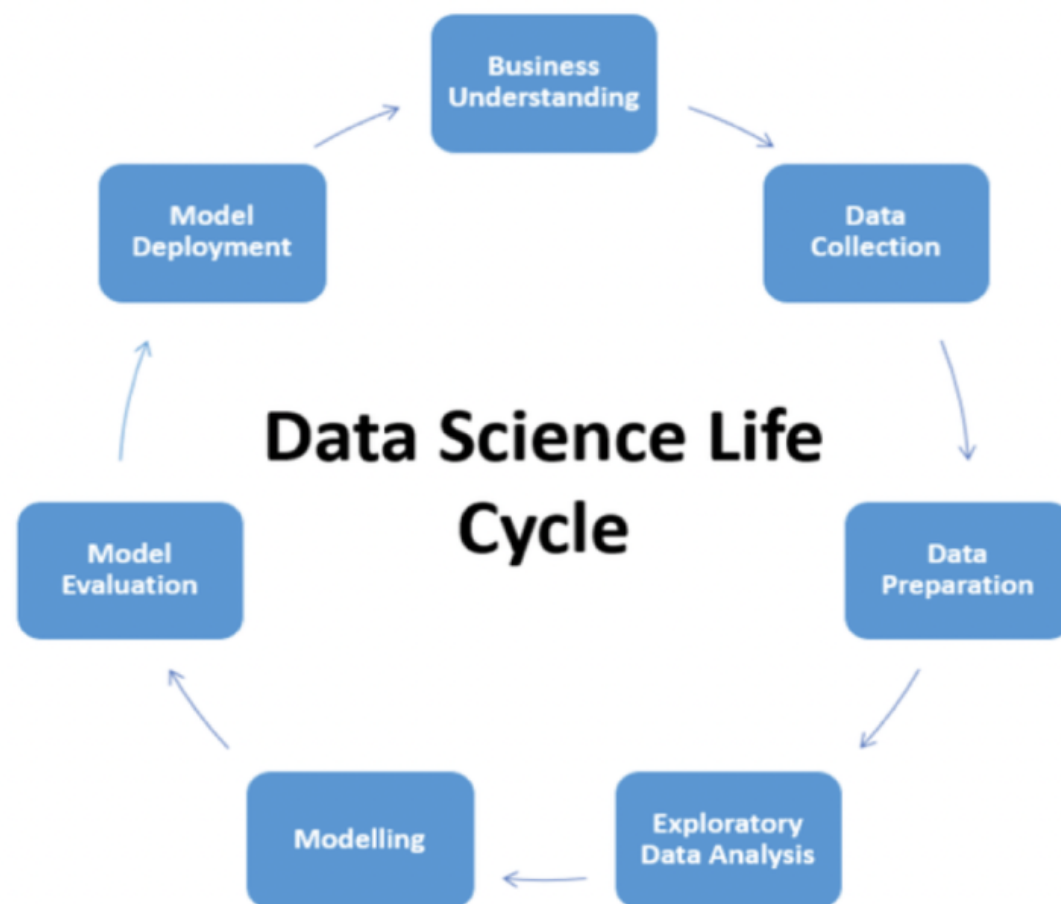 Business
Understanding
Data
Collection
Data
Preparation
Exploratory
Data Analysis
Modelling
Model
Evaluation
Model
Deployment
Data Science Life
Cycle